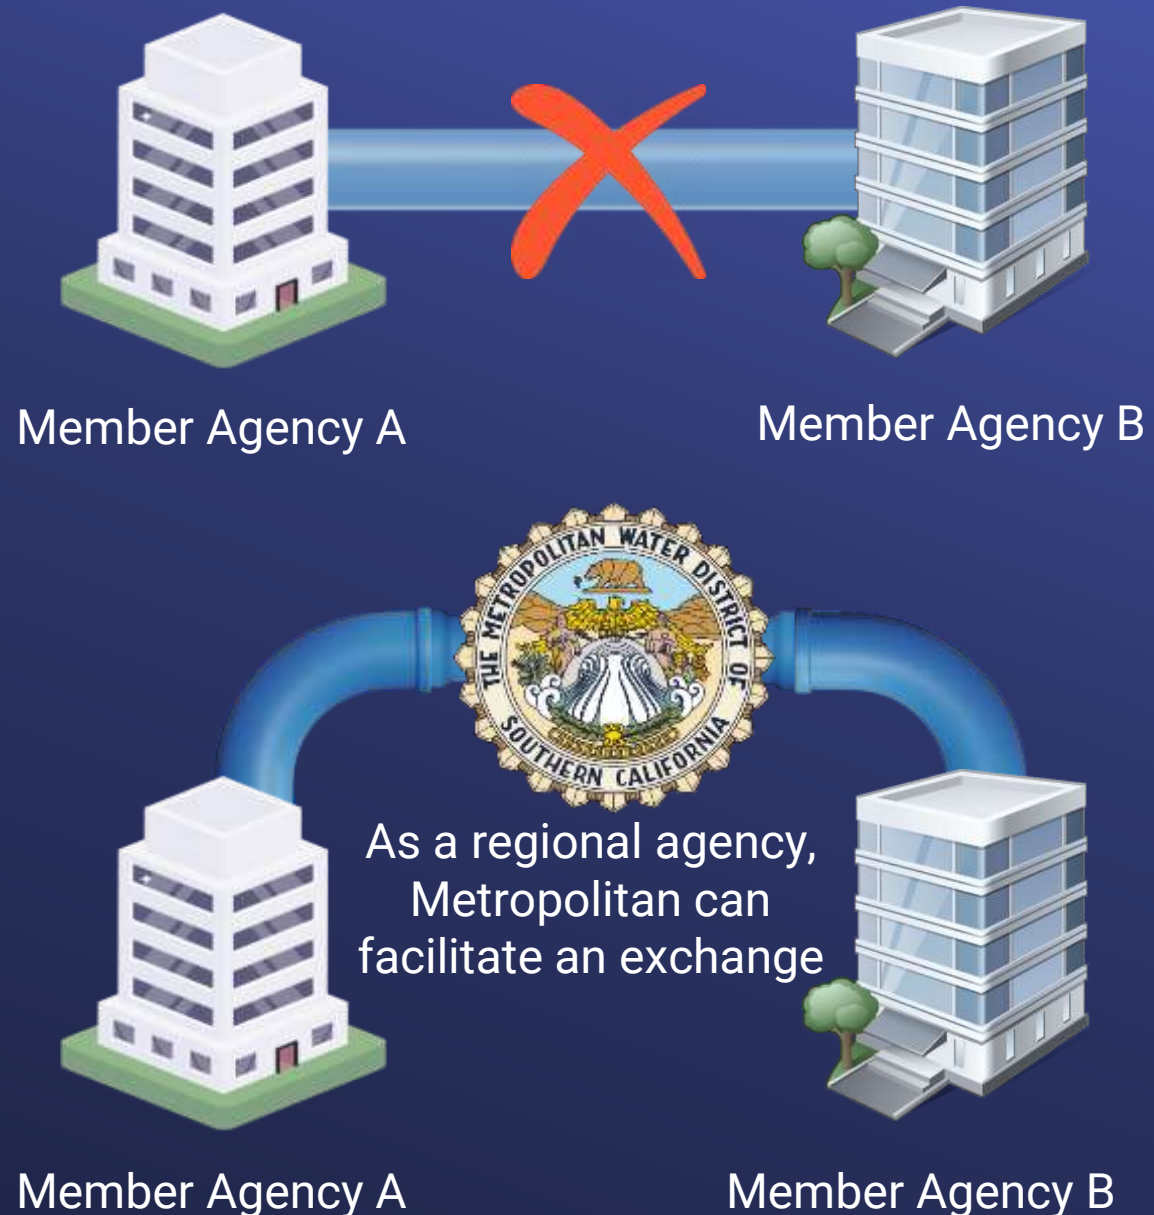 Member Agency A
Member Agency B
THE METROPOLITAN WATER DISTRICT OF
SOUTHERN CALIFORNIA
As a regional agency,
Metropolitan can
facilitate an exchange
Member Agency A
Member Agency B